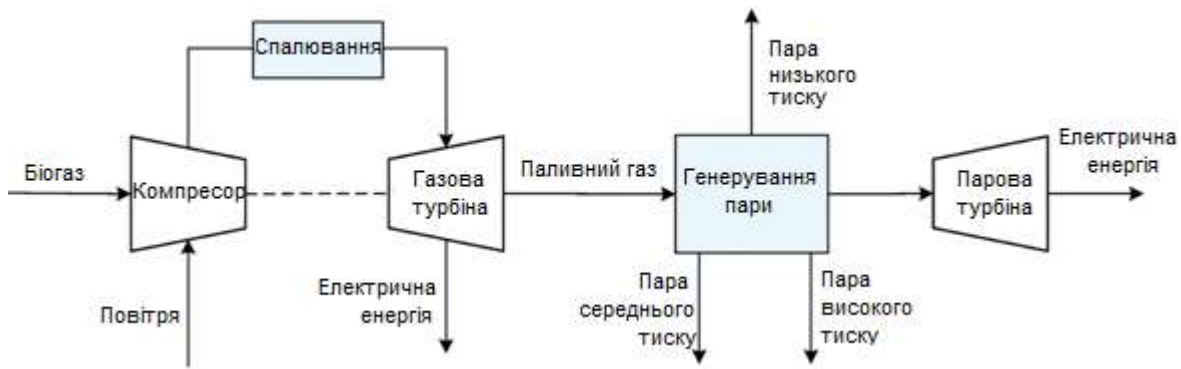 Спалювання
Пара
низького
тиску
Біогаз
Компресор
Газова
турбіна
Паливний газ
Генерування
пари
Парова
турбіна
Електрична
енергія
Повітря
Електрична
енергія
Пара
середнього
тиску
Пара
високого
тиску